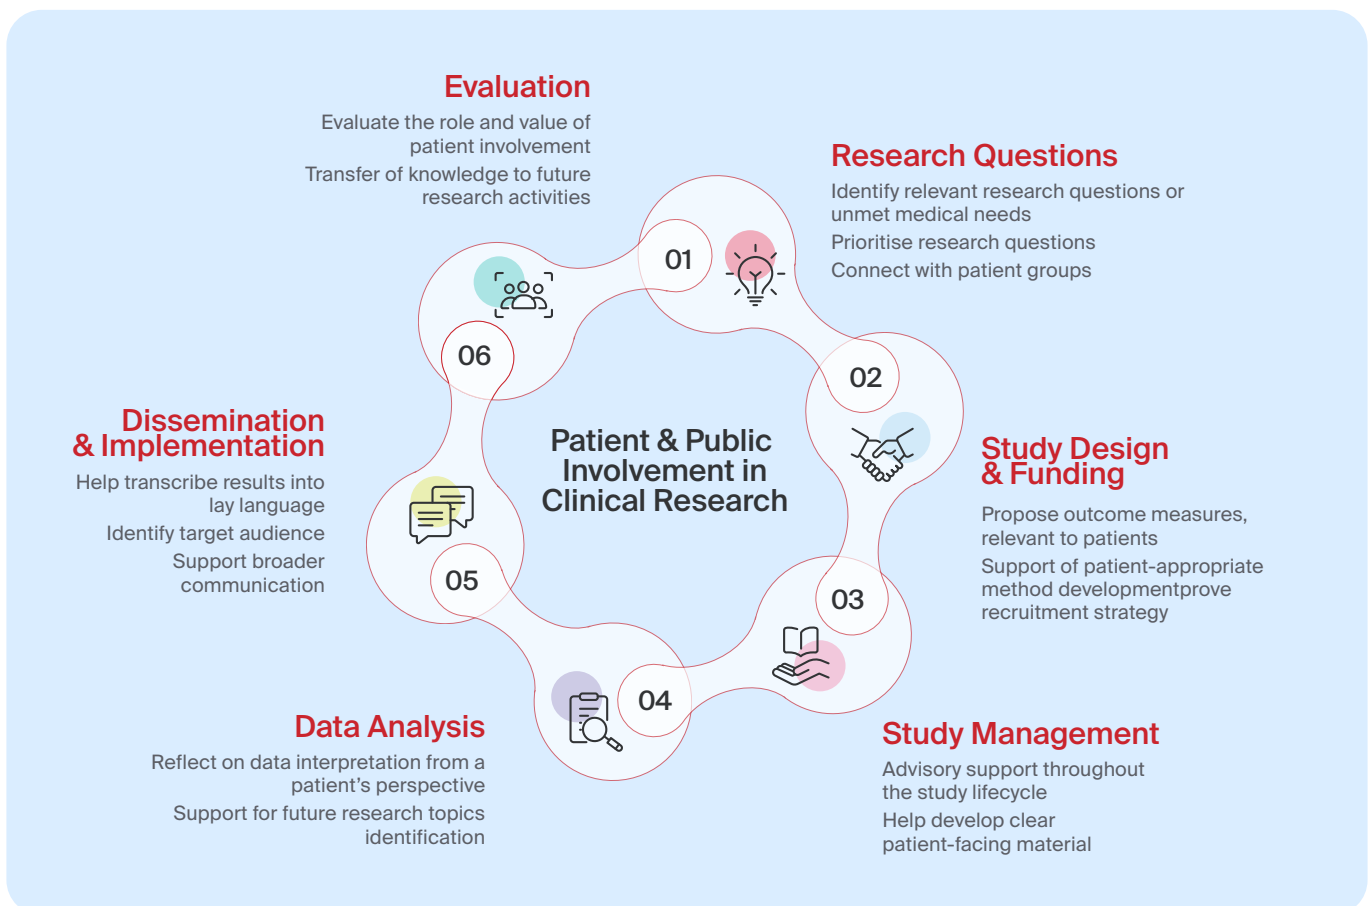 Patient & Public
Involvement in
Clinical Research
01
Research Questions
Identify relevant research questions or
unmet medical needs
Prioritise research questions
Connect with patient groups
02
Study Design
& Funding
Propose outcome measures,
relevant to patients
Support of patient-appropriate
method developmentprove
recruitment strategy
03
Study Management
Advisory support throughout
the study lifecycle
Help develop clear
patient-facing material
04
Data Analysis
Reflect on data interpretation from a
patient's perspective
Support for future research topics
identification
05
Dissemination
& Implementation
Help transcribe results into
lay language
Identify target audience
Support broader
communication
06
Evaluation
Evaluate the role and value of
patient involvement
Transfer of knowledge to future
research activities